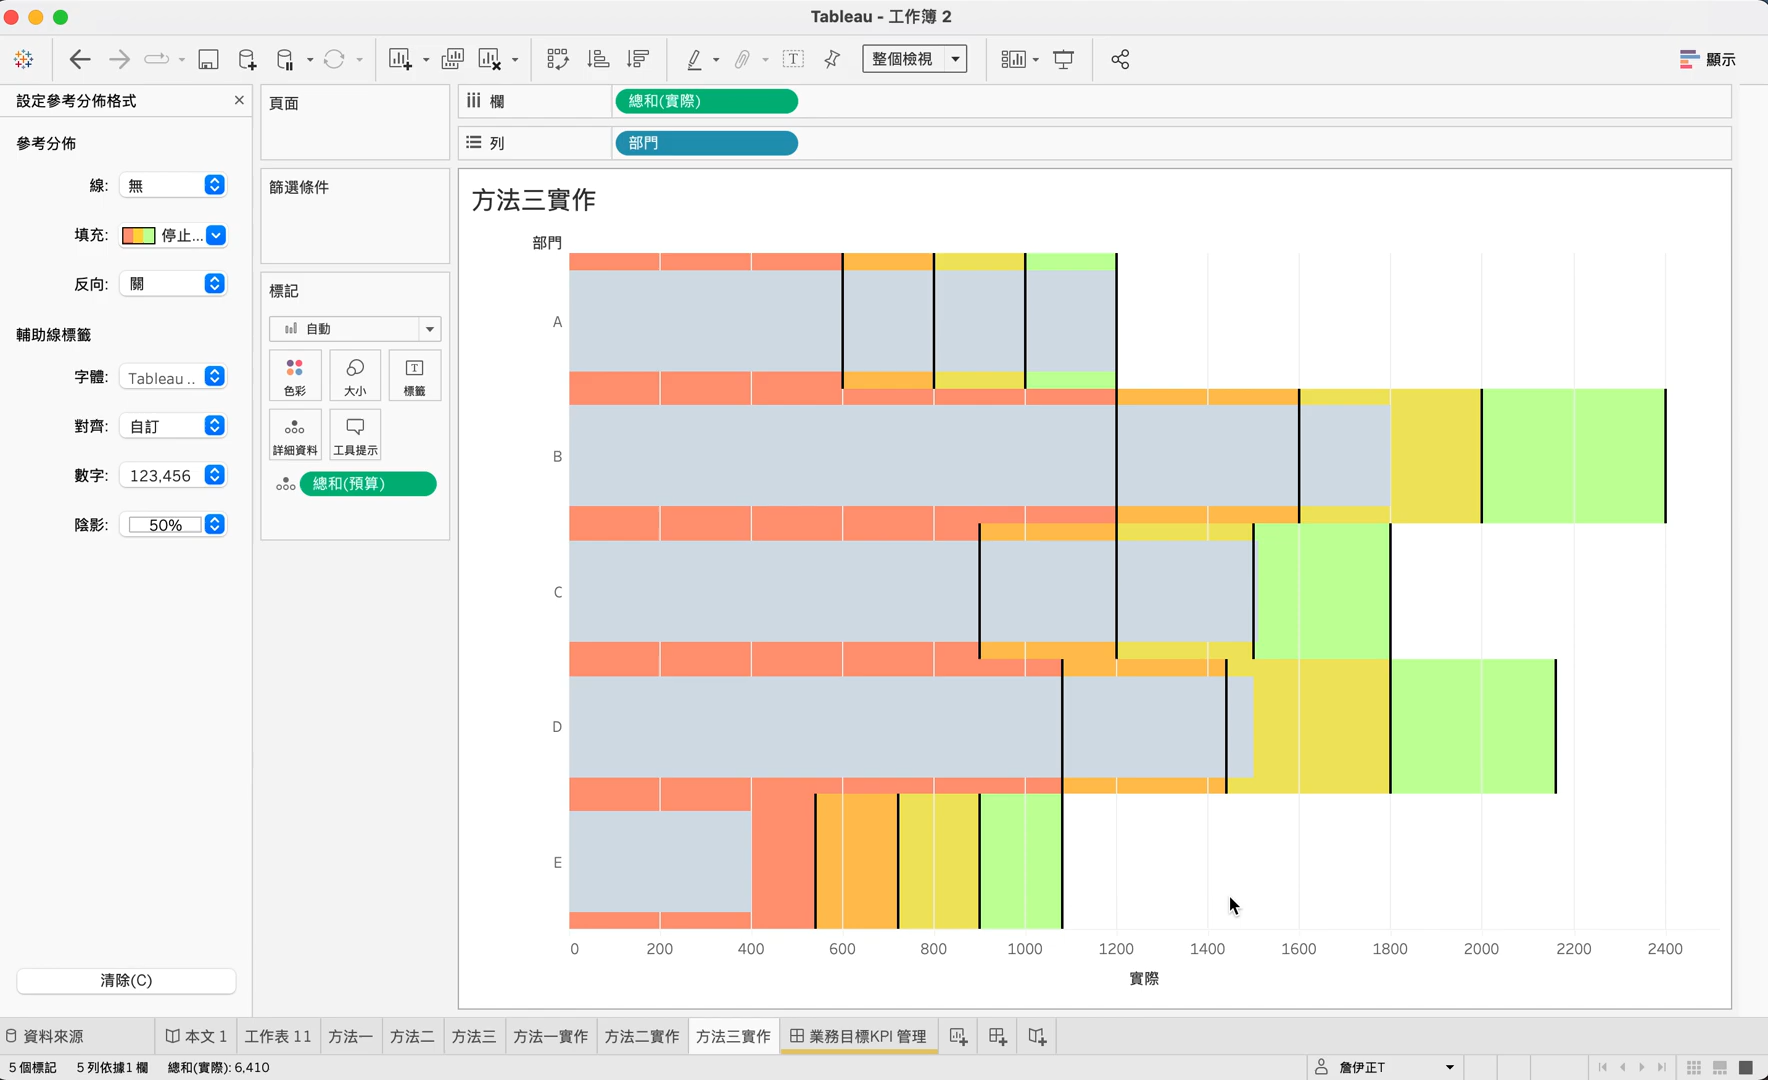 Tableau - 工作簿 2
整個檢視
顯示
設定參考分佈格式
參考分佈
線: 無
填充: 停止...
反向: 關
輔助線標籤
字體: Tableau ..
對齊: 自訂
數字: 123,456
陰影: 50%
清除(C)
頁面
篩選條件
標記
自動
色彩
大小
標籤
詳細資料
工具提示
總和(預算)
欄 總和(實際)
列 部門
方法三實作
部門
A
B
C
D
E
0 200 400 600 800 1000 1200 1400 1600 1800 2000 2200 2400
實際
資料來源 本文 1 工作表 11 方法一 方法二 方法三 方法一實作 方法二實作 方法三實作 業務目標KPI 管理
5 個標記 5 列依據1 欄 總和(實際): 6,410 詹伊正T